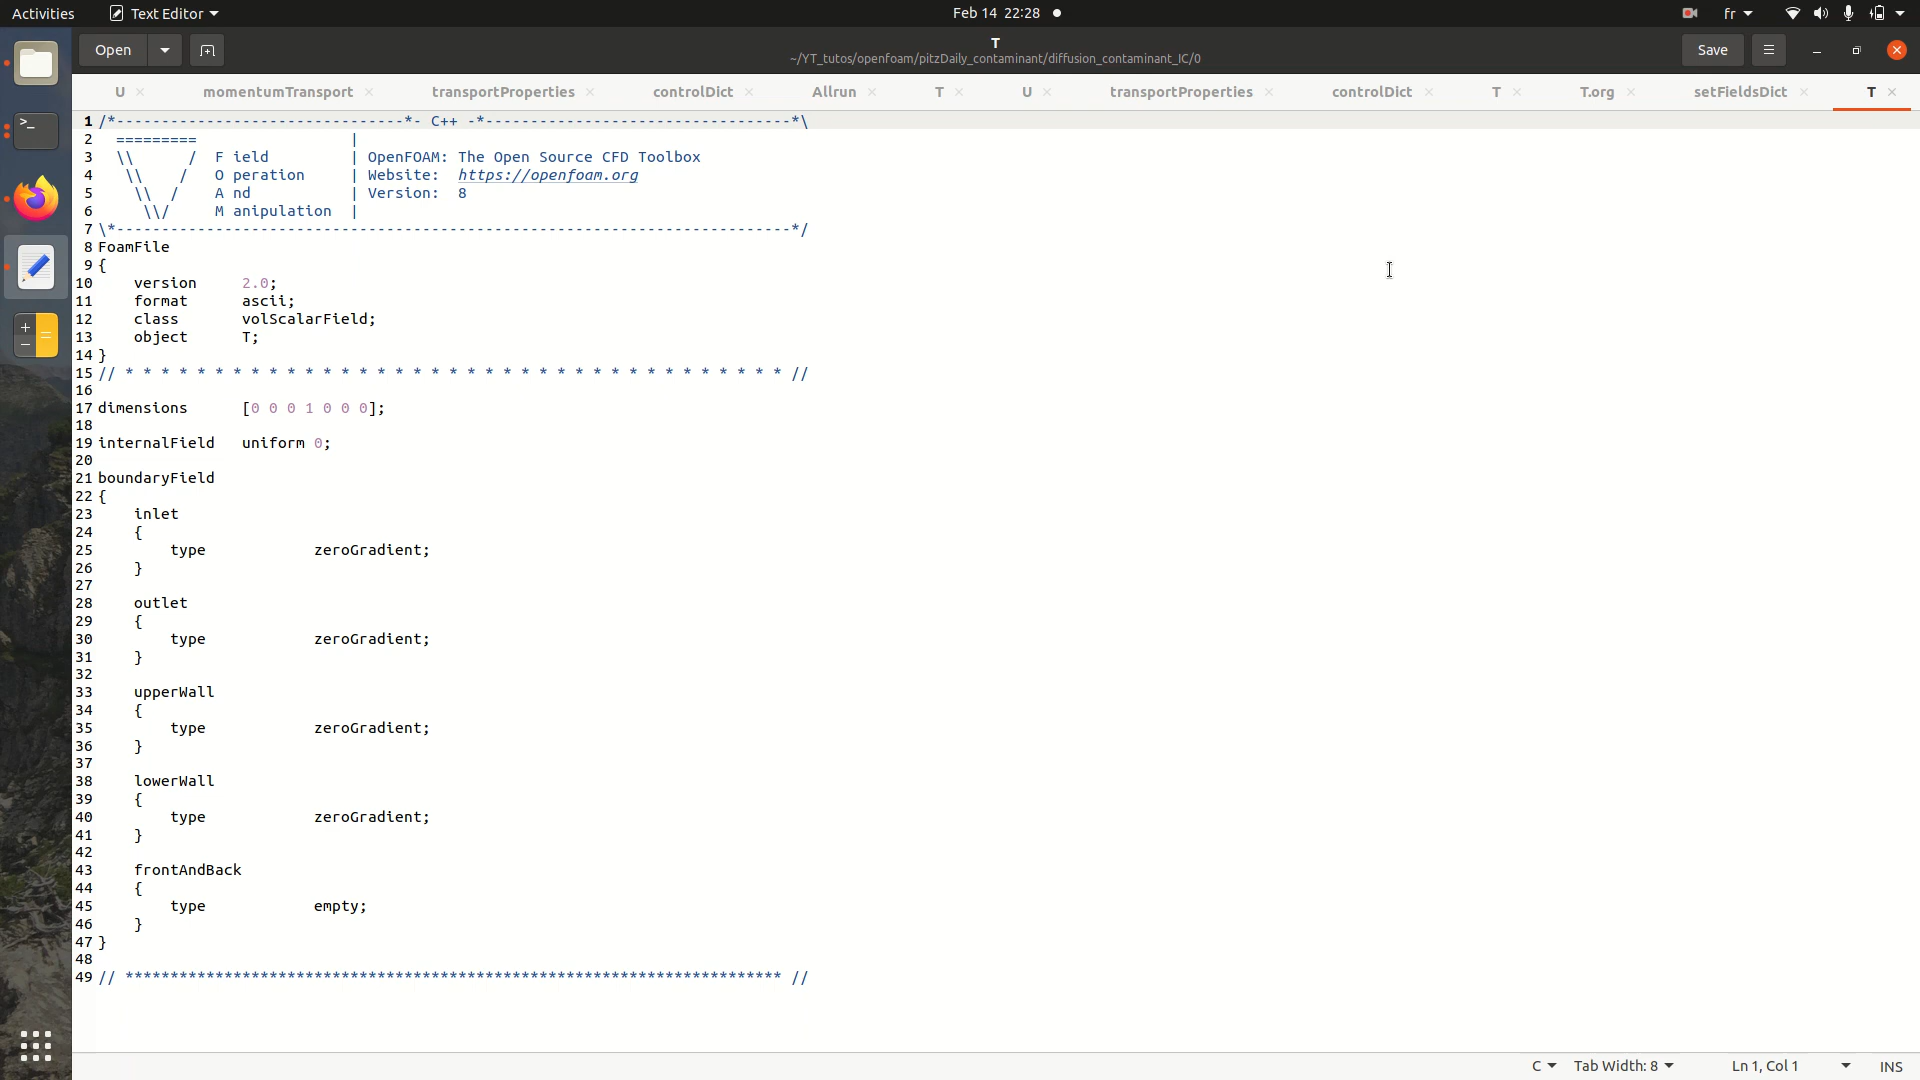 Activities Text Editor Feb 14 22:28 fr
Open T Save
~/YT_tutos/openfoam/pitzDaily_contaminant/diffusion_contaminant_IC/0
U momentumTransport transportProperties controlDict Allrun T U transportProperties controlDict T T.org setFieldsDict T
1 /*--------------------------------*- C++ -*----------------------------------*\
2   =========                 |
3   \\      /  F ield         | OpenFOAM: The Open Source CFD Toolbox
4    \\    /   O peration     | Website:  https://openfoam.org
5     \\  /    A nd           | Version:  8
6      \\/     M anipulation  |
7 \*---------------------------------------------------------------------------*/
8 FoamFile
9 {
10     version     2.0;
11     format      ascii;
12     class       volScalarField;
13     object      T;
14 }
15 // * * * * * * * * * * * * * * * * * * * * * * * * * * * * * * * * * * * * * //
16
17 dimensions      [0 0 0 1 0 0 0];
18
19 internalField   uniform 0;
20
21 boundaryField
22 {
23     inlet
24     {
25         type            zeroGradient;
26     }
27
28     outlet
29     {
30         type            zeroGradient;
31     }
32
33     upperWall
34     {
35         type            zeroGradient;
36     }
37
38     lowerWall
39     {
40         type            zeroGradient;
41     }
42
43     frontAndBack
44     {
45         type            empty;
46     }
47 }
48
49 // ************************************************************************* //
C Tab Width: 8 Ln 1, Col 1 INS